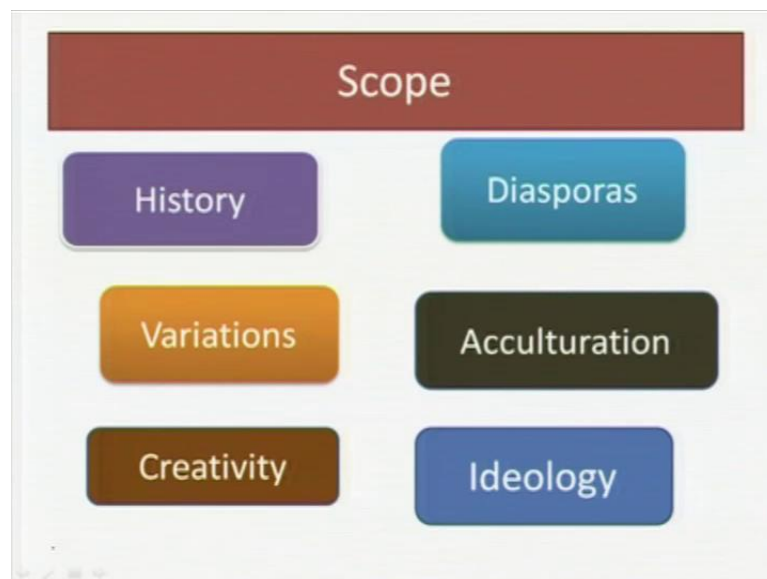 Scope
History
Diasporas
Variations
Acculturation
Creativity
Ideology